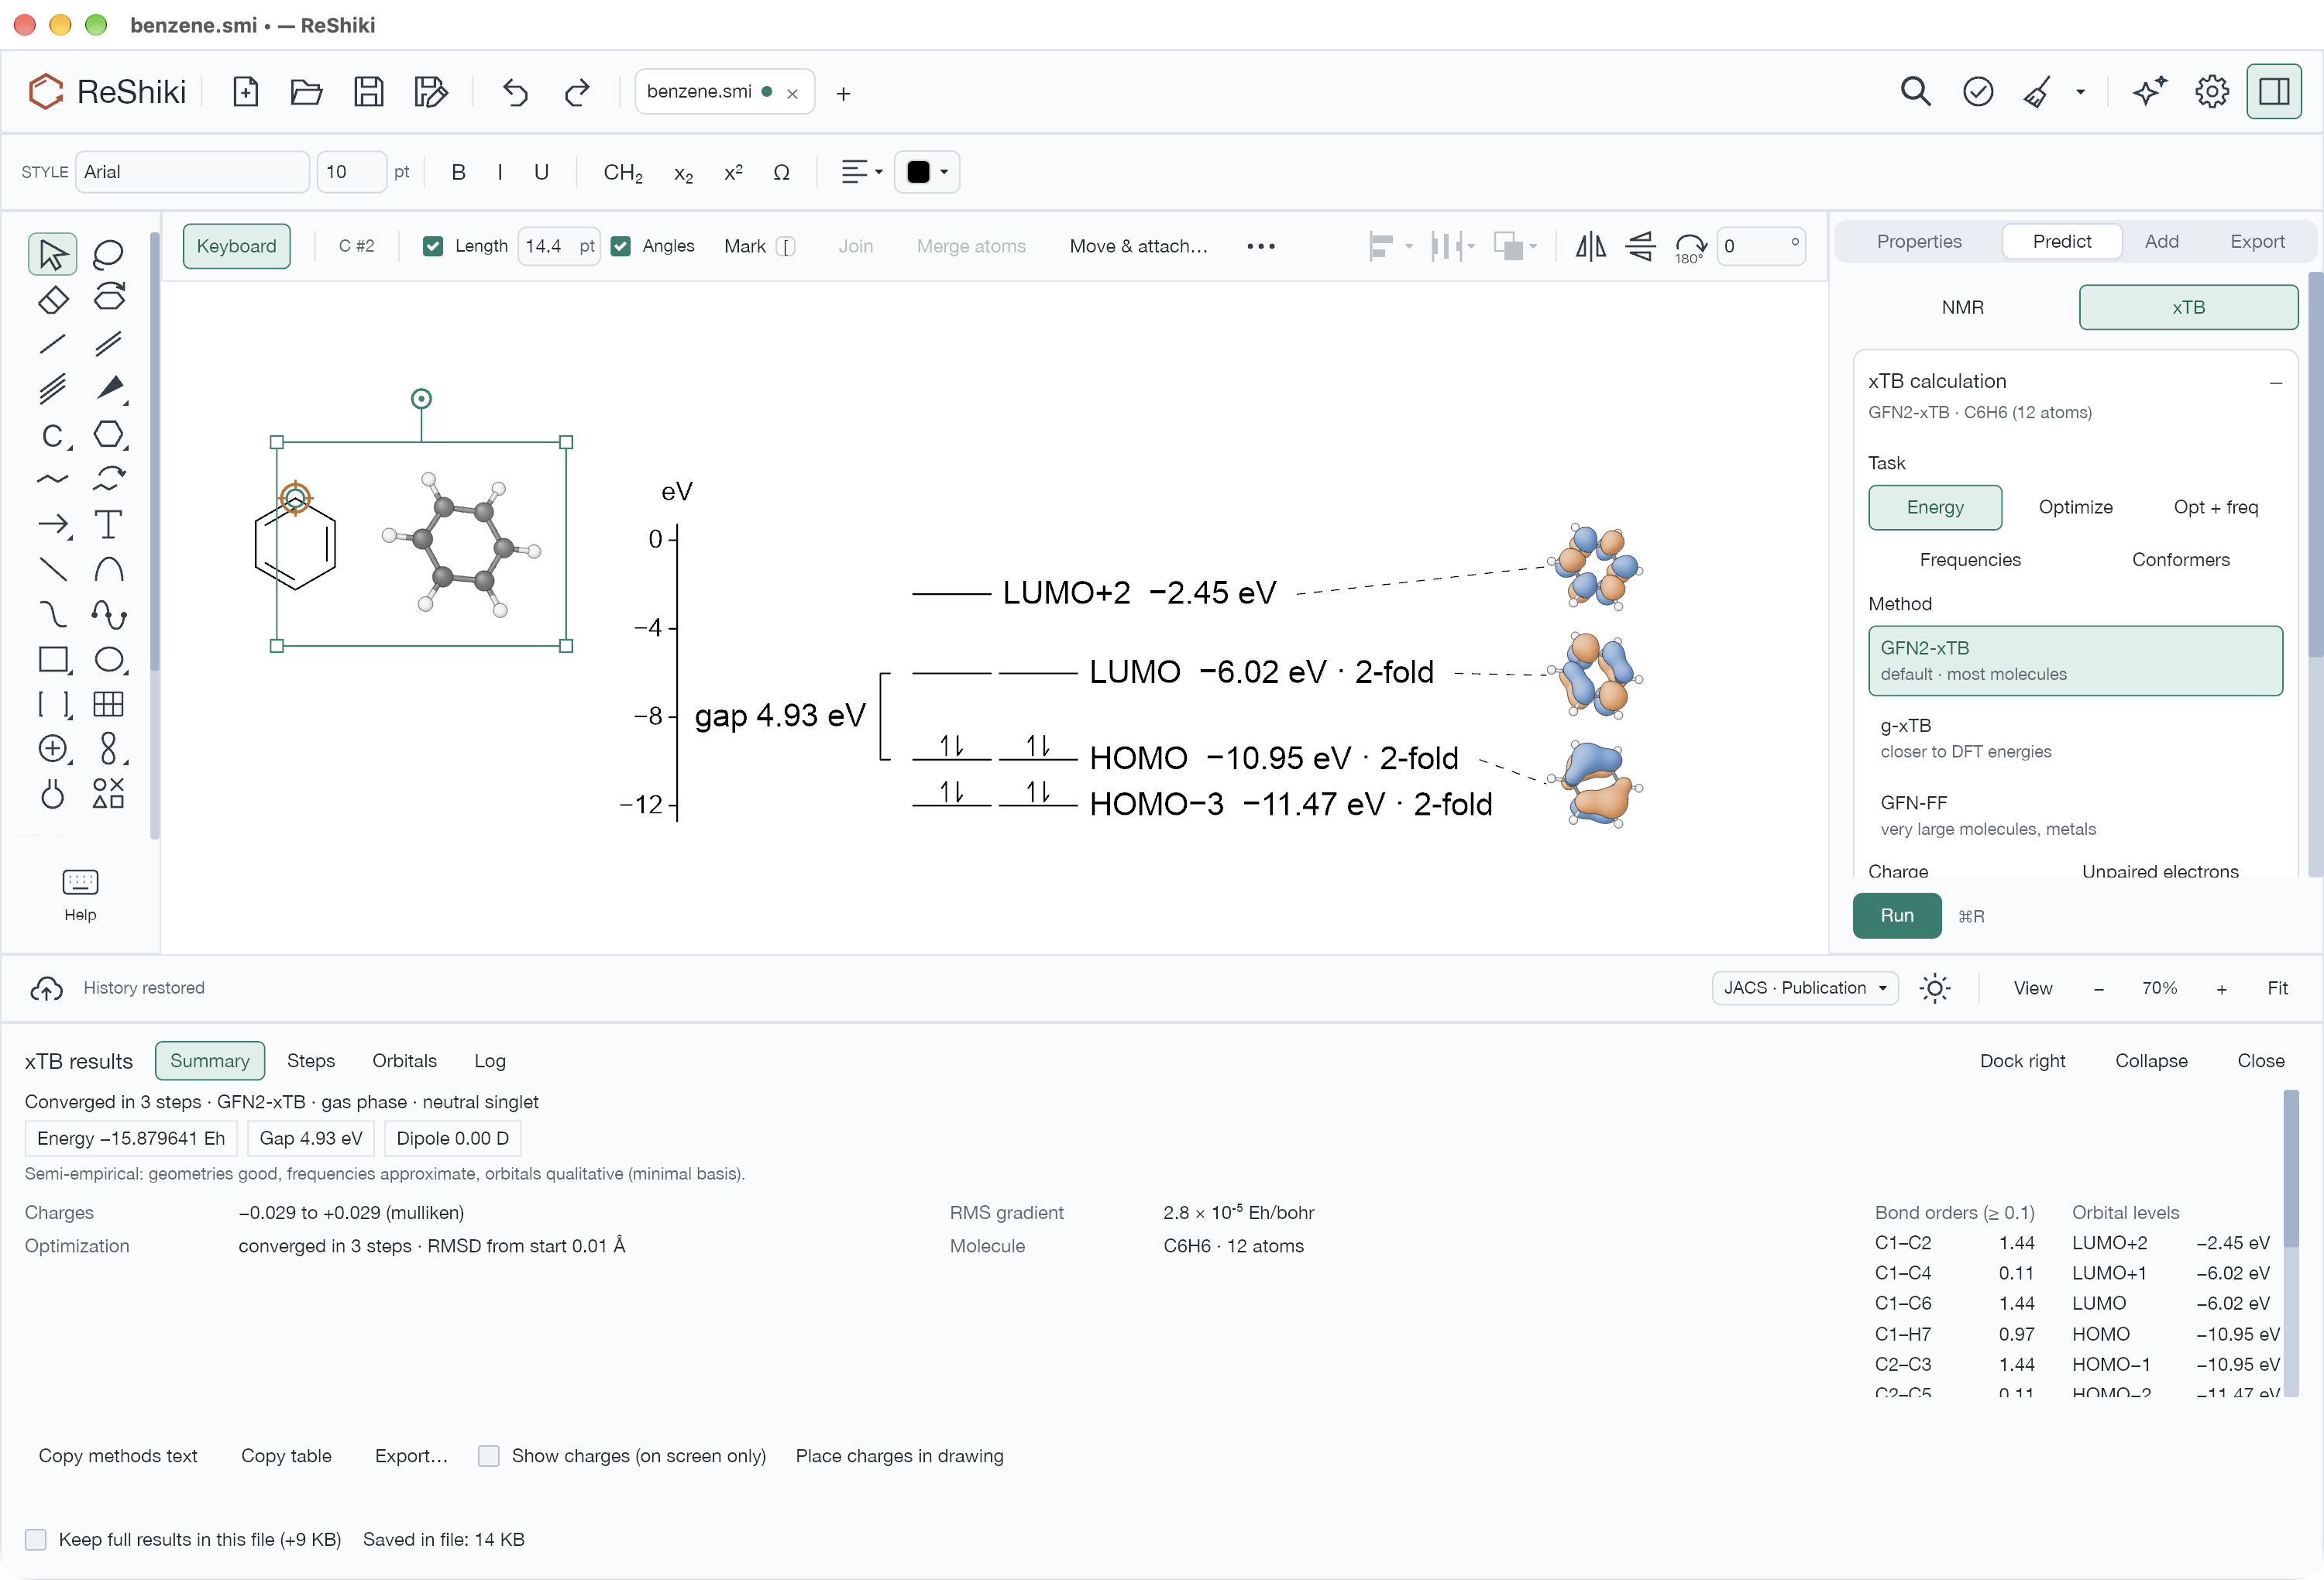 benzene.smi • — ReShiki
ReShiki
benzene.smi
STYLE Arial 10 pt B I U CH₂ x₂ x² Ω
Keyboard C #2 Length 14.4 pt Angles Mark [ Join Merge atoms Move & attach... ••• 180° 0 °
Properties Predict Add Export
NMR xTB
xTB calculation
GFN2-xTB · C6H6 (12 atoms)
Task
Energy Optimize Opt + freq
Frequencies Conformers
Method
GFN2-xTB
default · most molecules
g-xTB
closer to DFT energies
GFN-FF
very large molecules, metals
Charge Unpaired electrons
Run ⌘R
C
T
Help
eV
0
−4
−8
−12
LUMO+2 −2.45 eV
LUMO −6.02 eV · 2-fold
gap 4.93 eV
HOMO −10.95 eV · 2-fold
HOMO−3 −11.47 eV · 2-fold
History restored JACS · Publication View − 70% + Fit
xTB results Summary Steps Orbitals Log Dock right Collapse Close
Converged in 3 steps · GFN2-xTB · gas phase · neutral singlet
Energy −15.879641 Eh Gap 4.93 eV Dipole 0.00 D
Semi-empirical: geometries good, frequencies approximate, orbitals qualitative (minimal basis).
Charges −0.029 to +0.029 (mulliken) RMS gradient 2.8 × 10⁻⁵ Eh/bohr
Optimization converged in 3 steps · RMSD from start 0.01 Å Molecule C6H6 · 12 atoms
Bond orders (≥ 0.1) Orbital levels
C1–C2 1.44 LUMO+2 −2.45 eV
C1–C4 0.11 LUMO+1 −6.02 eV
C1–C6 1.44 LUMO −6.02 eV
C1–H7 0.97 HOMO −10.95 eV
C2–C3 1.44 HOMO−1 −10.95 eV
C2–C5 0.11 HOMO−2 −11.47 eV
Copy methods text Copy table Export... Show charges (on screen only) Place charges in drawing
Keep full results in this file (+9 KB) Saved in file: 14 KB